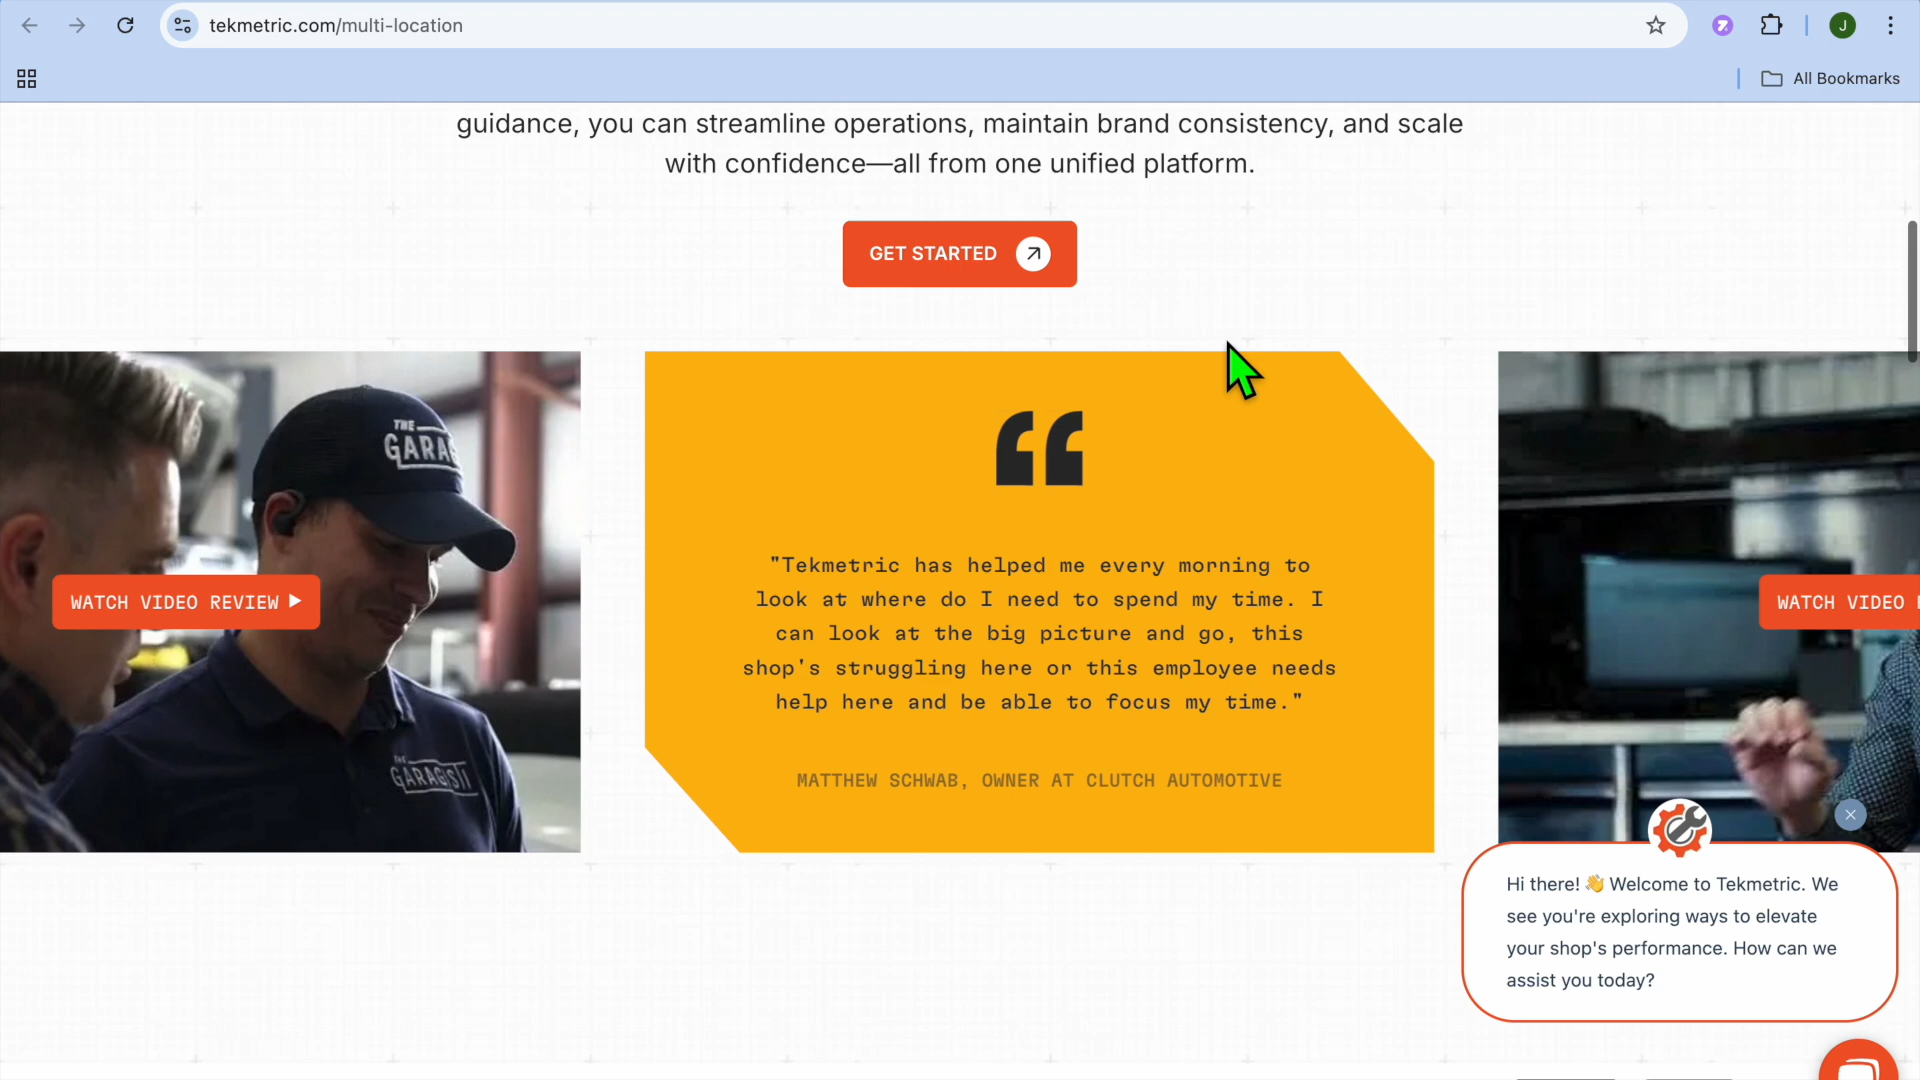 tekmetric.com/multi-location
J
All Bookmarks
guidance, you can streamline operations, maintain brand consistency, and scale
with confidence—all from one unified platform.
GET STARTED
THE
WATCH VIDEO REVIEW
"Tekmetric has helped me every morning to
look at where do I need to spend my time. I
can look at the big picture and go, this
shop's struggling here or this employee needs
help here and be able to focus my time."
MATTHEW SCHWAB, OWNER AT CLUTCH AUTOMOTIVE
WATCH VIDEO
Hi there! 👋 Welcome to Tekmetric. We
see you're exploring ways to elevate
your shop's performance. How can we
assist you today?